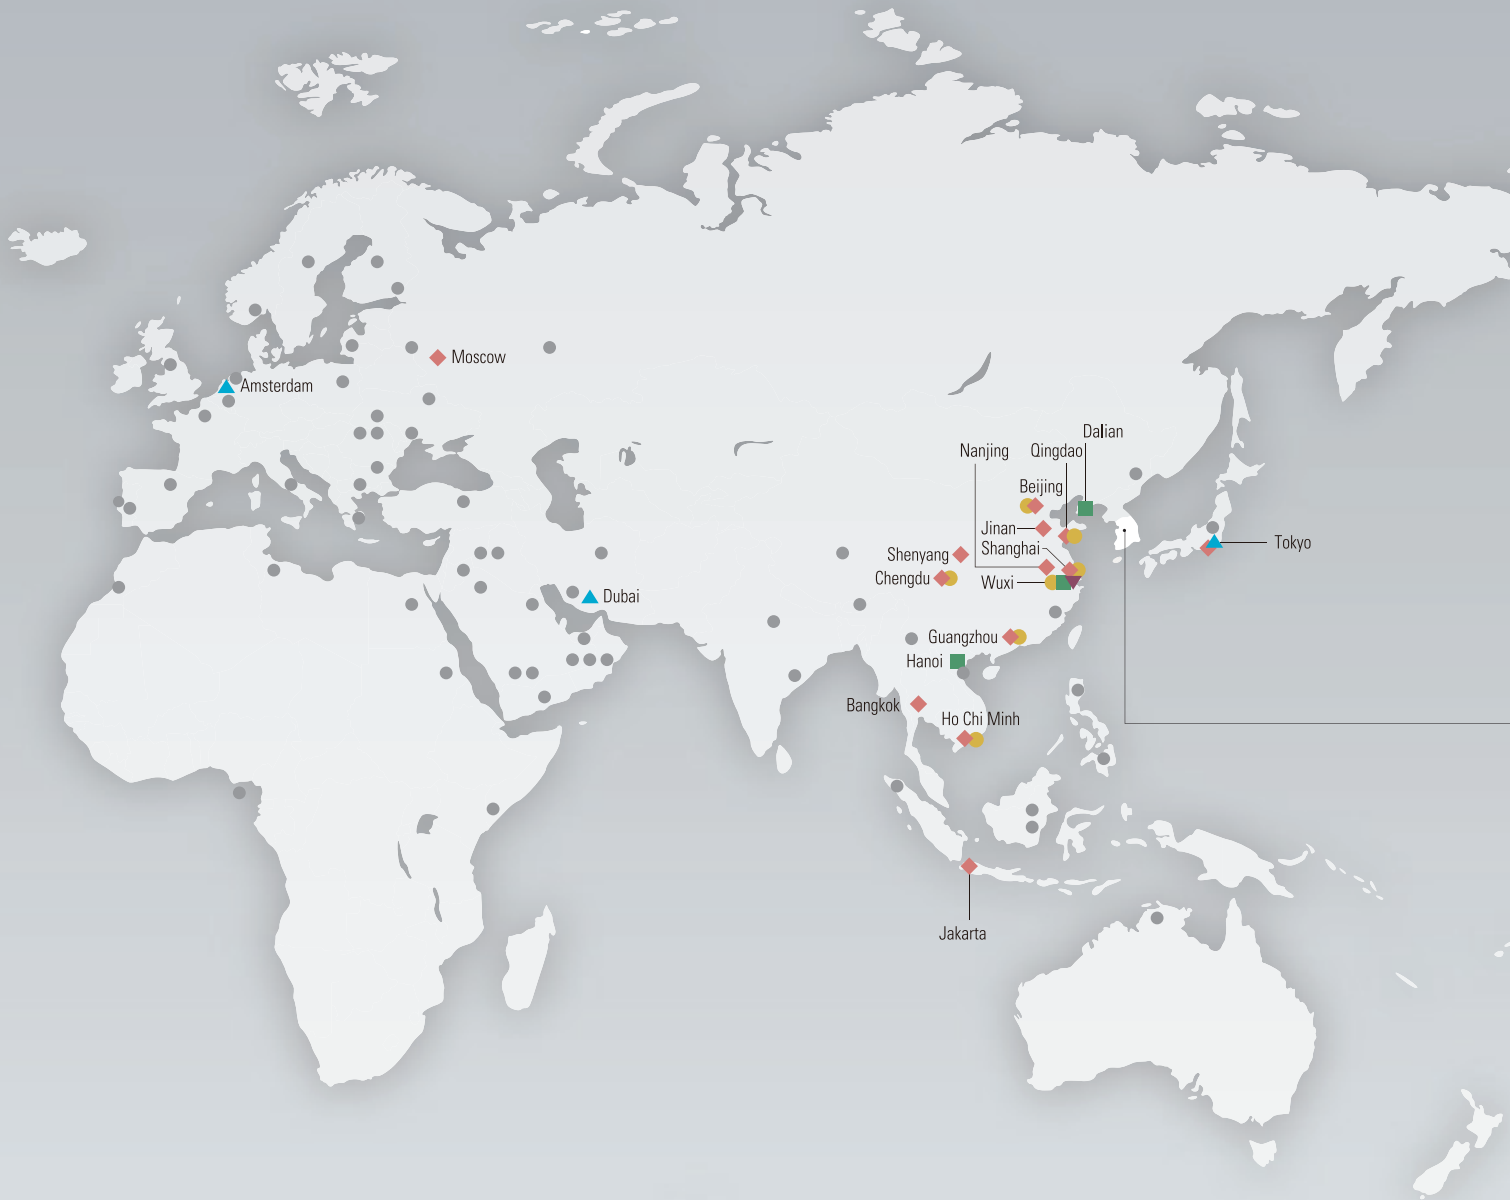 Moscow
Amsterdam
Dalian
Nanjing
Qingdao
Beijing
Jinan
Tokyo
Shanghai
Shenyang
Chengdu
Wuxi
Dubai
Guangzhou
Hanoi
Bangkok
Ho Chi Minh
Jakarta